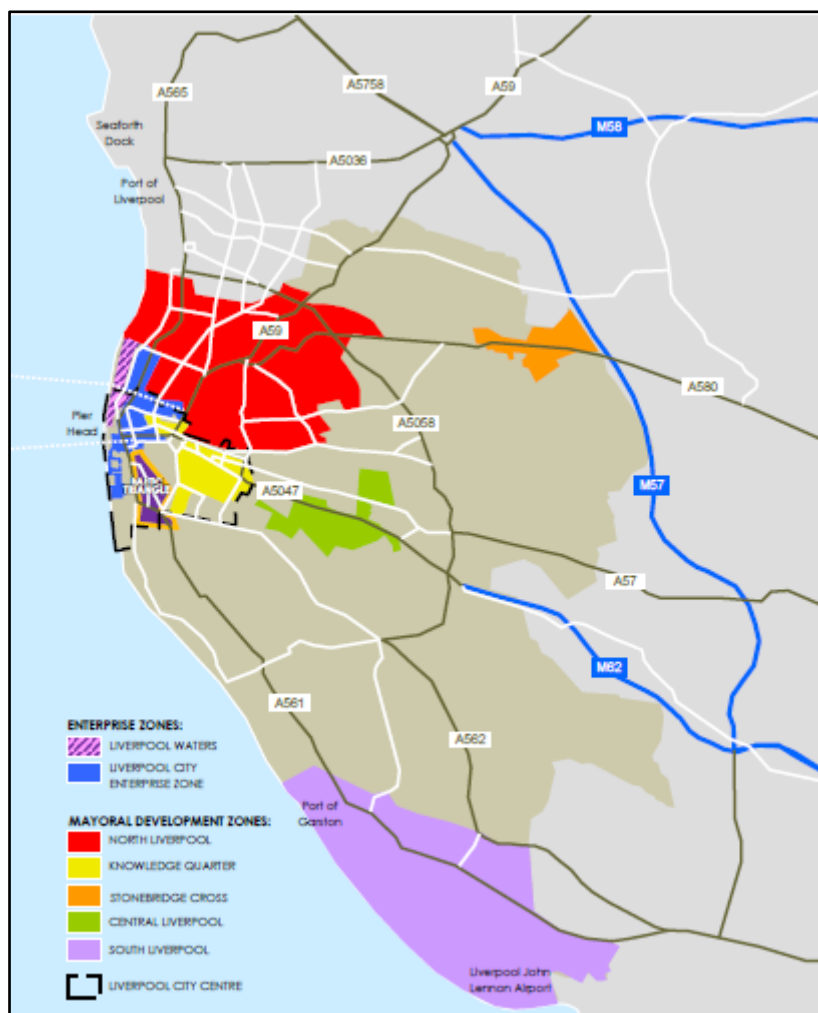 A565
A5758
A59
M58
Seaforth
Dock
A5036
Port of
Liverpool
A59
A580
Pier
Head
A5058
BALTIC
TRIANGLE
A5047
M57
A57
M62
A561
A562
ENTERPRISE ZONES:
LIVERPOOL WATERS
LIVERPOOL CITY
ENTERPRISE ZONE
Port of
Garston
MAYORAL DEVELOPMENT ZONES:
NORTH LIVERPOOL
KNOWLEDGE QUARTER
STONEBRIDGE CROSS
CENTRAL LIVERPOOL
SOUTH LIVERPOOL
LIVERPOOL CITY CENTRE
Liverpool John
Lennon Airport